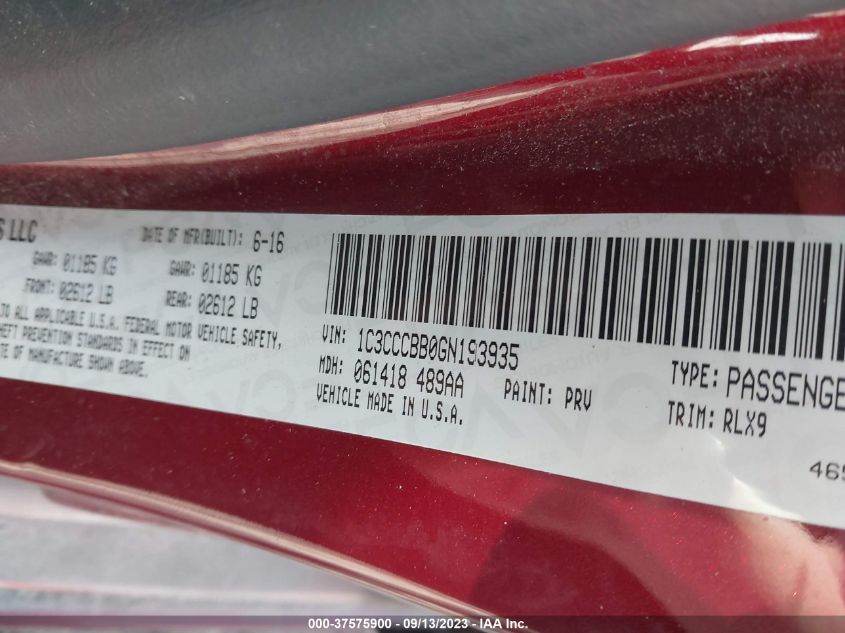 S LLC
DATE OF MFR(BUILT): 6-16
GAWR: 01185 KG
FRONT: 02612 LB
GAWR: 01185 KG
REAR: 02612 LB
TO ALL APPLICABLE U.S.A. FEDERAL MOTOR VEHICLE SAFETY,
THEFT PREVENTION STANDARDS IN EFFECT ON
TE OF MANUFACTURE SHOWN ABOVE.
VIN: 1C3CCCBB0GN193935
MDH: 061418 489AA
PAINT: PRV
VEHICLE MADE IN U.S.A.
TYPE: PASSENGE
TRIM: RLX9
465
000-37575900 - 09/13/2023 - IAA Inc.